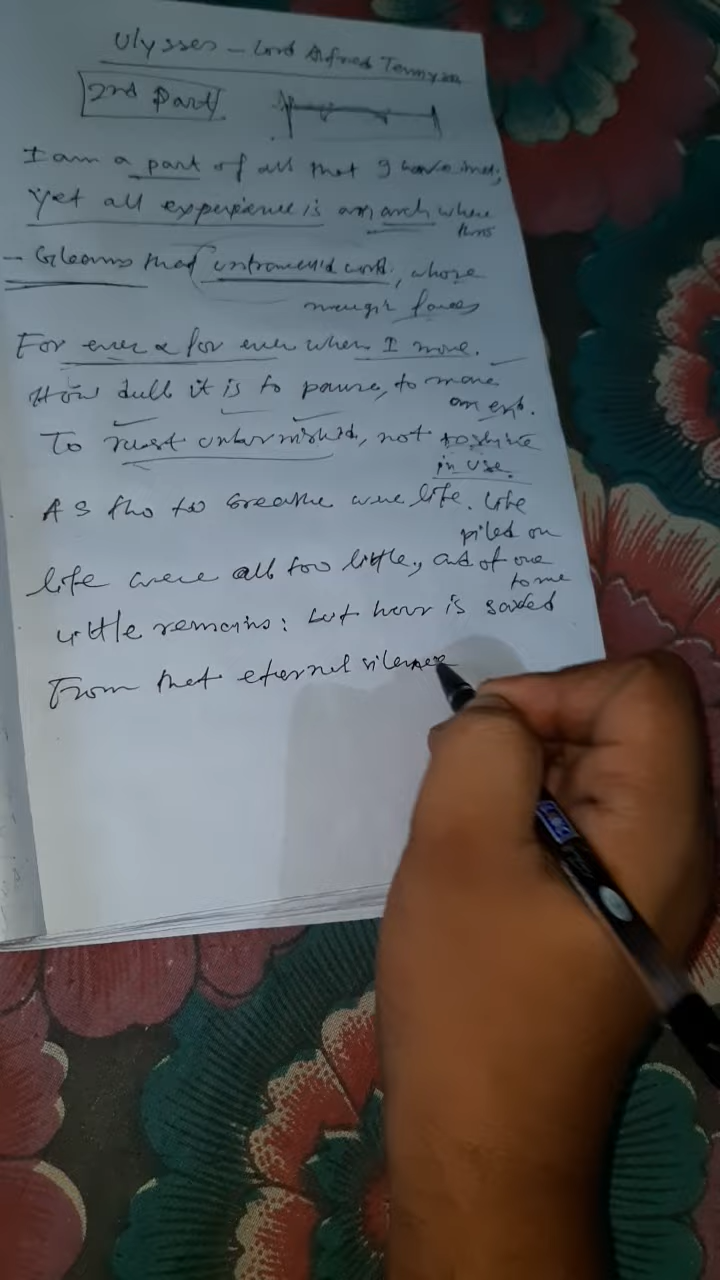 Ulysses – Lord Alfred Tennyson
2nd Part
I am a part of all that I have met;
Yet all experience is an arch where
thro'
– Gleams that untravell'd world, whose
margin fades
For ever & for ever when I move.
How dull it is to pause, to make
an end.
To rust unburnished, not to shine
in use.
As tho' to breathe were life. Life
piled on
life were all too little, and of one
to me
little remains: but hour is saved
From that eternal silence